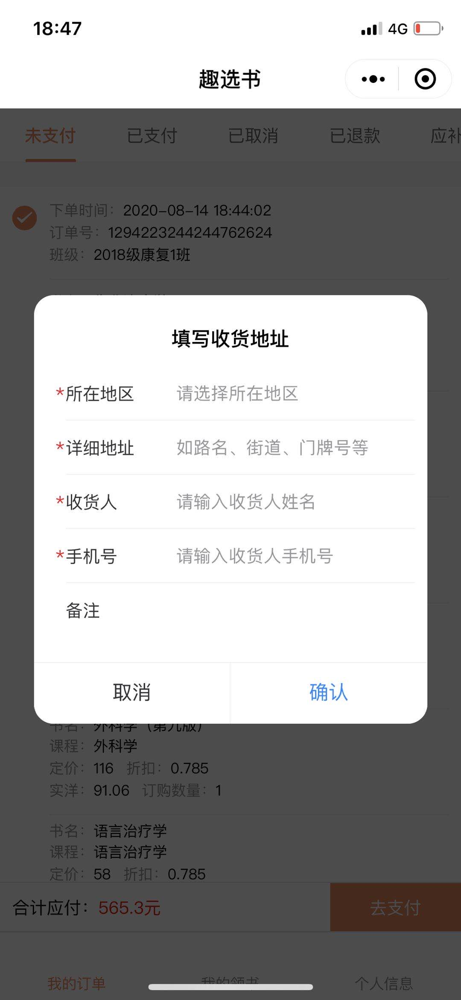 18:47
4G
趣选书
未支付 已支付 已取消 已退款 应补
下单时间：2020-08-14 18:44:02
订单号：1294223244244762624
班级：2018级康复1班
填写收货地址
*所在地区 请选择所在地区
*详细地址 如路名、街道、门牌号等
*收货人 请输入收货人姓名
*手机号 请输入收货人手机号
备注
取消 确认
书名：外科学（第九版）
课程：外科学
定价：116 折扣：0.785
实洋：91.06 订购数量：1
书名：语言治疗学
课程：语言治疗学
定价：58 折扣：0.785
合计应付：565.3元 去支付
我的订单 我的领书 个人信息